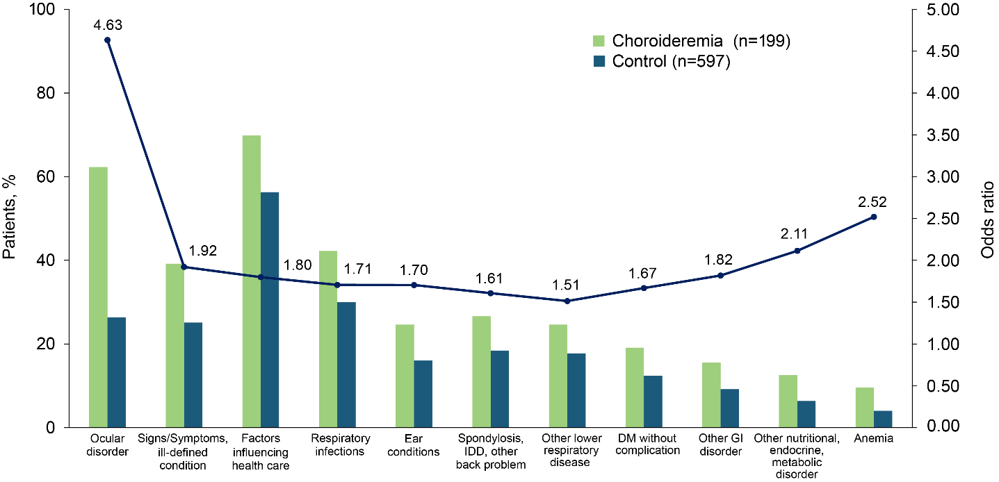 100
80
60
40
20
0
Patients, %
5.00
4.50
4.00
3.50
3.00
2.50
2.00
1.50
1.00
0.50
0.00
Odds ratio
Choroideremia (n=199)
Control (n=597)
4.63
1.92
1.80
1.71
1.70
1.61
1.51
1.67
1.82
2.11
2.52
Ocular
disorder
Signs/Symptoms,
ill-defined
condition
Factors
influencing
health care
Respiratory
infections
Ear
conditions
Spondylosis,
IDD, other
back problem
Other lower
respiratory
disease
DM without
complication
Other GI
disorder
Other nutritional,
endocrine,
metabolic
disorder
Anemia